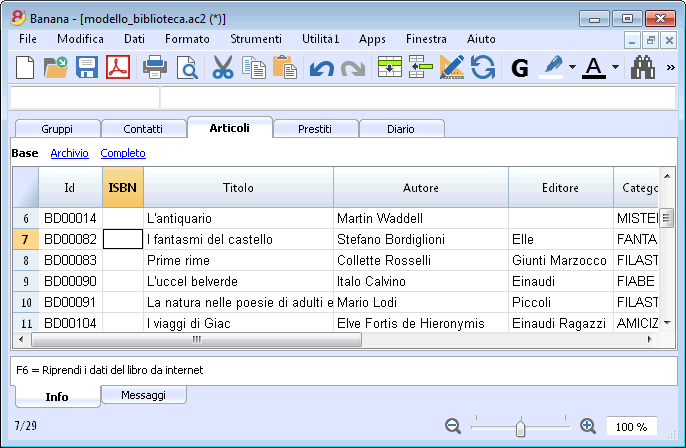 Banana - [modello_biblioteca.ac2 (*)]
File Modifica Dati Formato Strumenti Utilità1 Apps Finestra Aiuto
G A »
Gruppi Contatti Articoli Prestiti Diario
Base Archivio Completo
Id ISBN Titolo Autore Editore Catego
6 BD00014 L'antiquario Martin Waddell MISTE
7 BD00082 I fantasmi del castello Stefano Bordiglioni Elle FANTA
8 BD00083 Prime rime Collette Rosselli Giunti Marzocco FILAST
9 BD00090 L'uccel belverde Italo Calvino Einaudi FIABE
10 BD00091 La natura nelle poesie di adulti e Mario Lodi Piccoli FILAST
11 BD00104 I viaggi di Giac Elve Fortis de Hieronymis Einaudi Ragazzi AMICIZ
F6 = Riprendi i dati del libro da internet
Info Messaggi
7/29 100 %